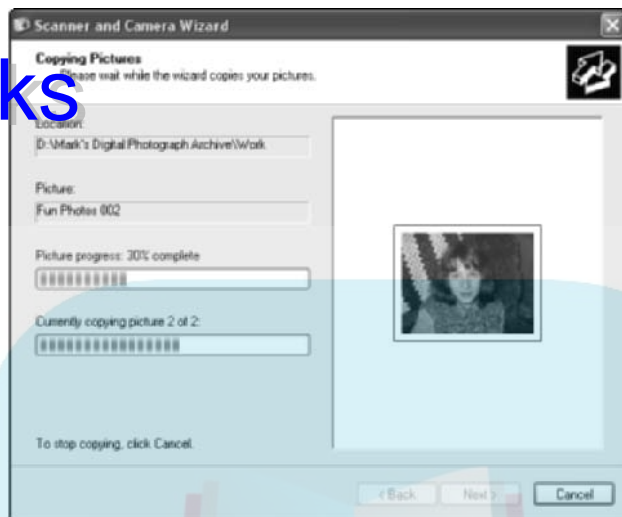 Scanner and Camera Wizard
Copying Pictures
Please wait while the wizard copies your pictures.
ks
Location:
D:\Mark's Digital Photograph Archive\Work
Picture:
Fun Photos 002
Picture progress: 30% complete
Currently copying picture 2 of 2:
To stop copying, click Cancel.
< Back
Next >
Cancel